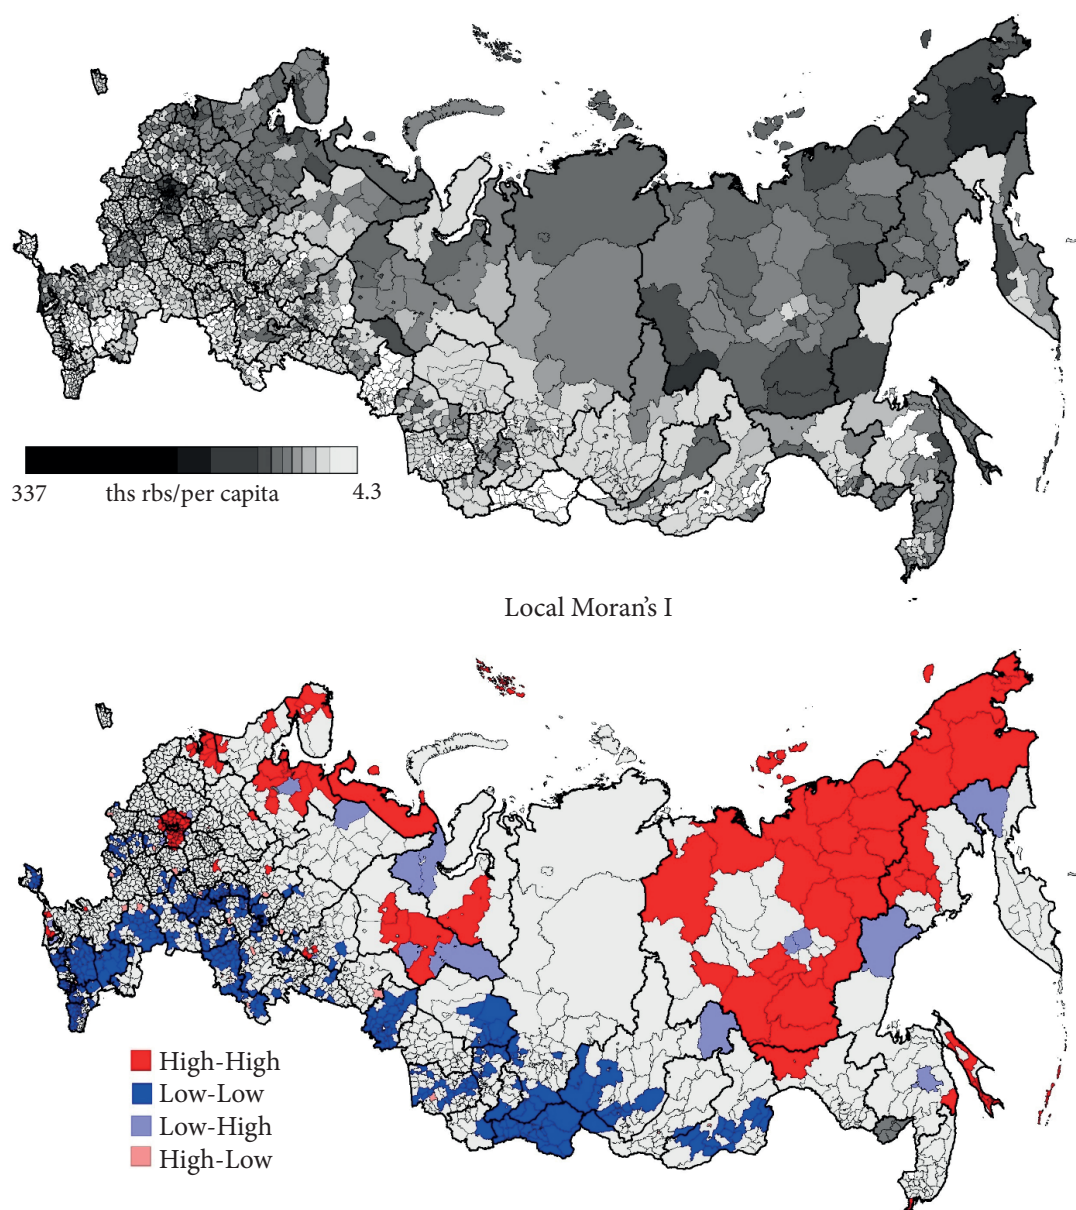 337 ths rbs/per capita 4.3
Local Moran's I
High-High
Low-Low
Low-High
High-Low